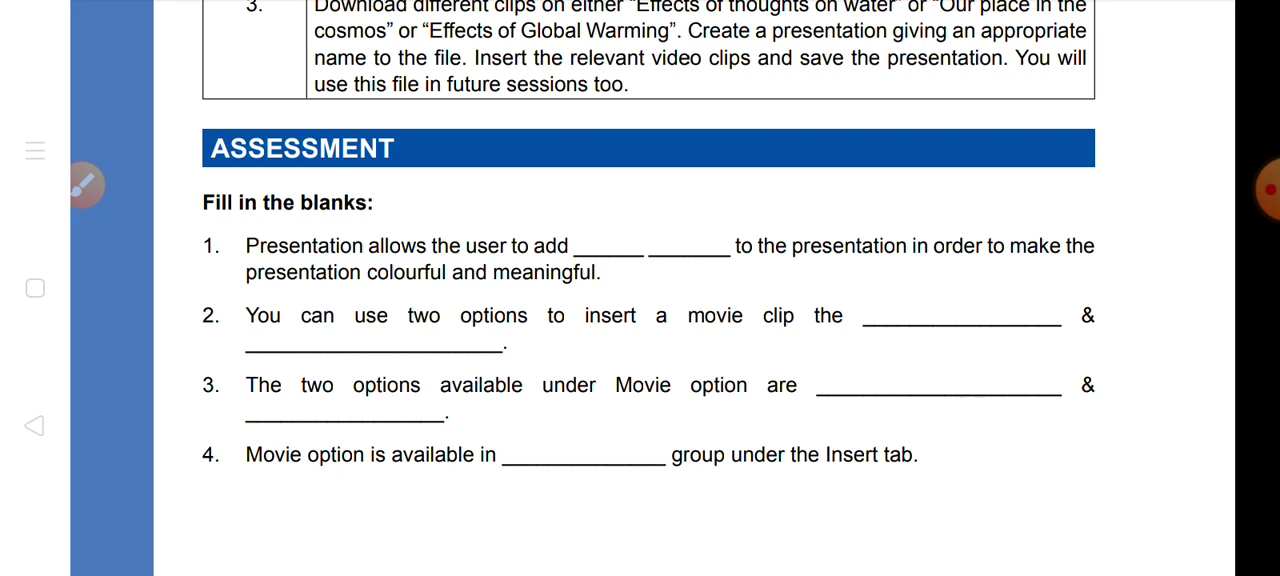 3. Download different clips on either “Effects of thoughts on water” or “Our place in the
cosmos” or “Effects of Global Warming”. Create a presentation giving an appropriate
name to the file. Insert the relevant video clips and save the presentation. You will
use this file in future sessions too.
ASSESSMENT
Fill in the blanks:
1. Presentation allows the user to add ______ _______ to the presentation in order to make the
presentation colourful and meaningful.
2. You can use two options to insert a movie clip the _________________ &
______________________.
3. The two options available under Movie option are _____________________ &
_________________.
4. Movie option is available in ______________ group under the Insert tab.